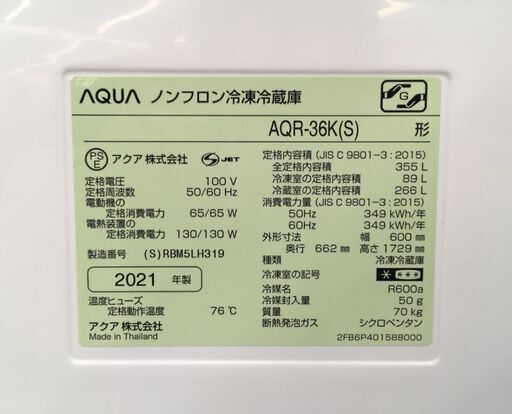 AQUA ノンフロン冷凍冷蔵庫
G
AQR-36K(S) 形
PS E アクア株式会社 S JET
定格電圧 100 V
定格周波数 50/60 Hz
電動機の
定格消費電力 65/65 W
電熱装置の
定格消費電力 130/130 W
製造番号 (S)RBM5LH319
2021 年製
温度ヒューズ
定格動作温度 76℃
アクア株式会社
Made in Thailand
定格内容積 (JIS C 9801-3:2015)
全定格内容積 355 L
冷凍室の定格内容積 89 L
冷蔵室の定格内容積 266 L
消費電力量 (JIS C 9801-3:2015)
50Hz 349 kWh/年
60Hz 349 kWh/年
外形寸法 幅 600 mm
奥行 662 mm 高さ 1729 mm
種類 冷凍冷蔵庫
冷凍室の記号
冷媒名 R600a
冷媒封入量 50 g
質量 70 kg
断熱発泡ガス シクロペンタン
2FB6P401588000